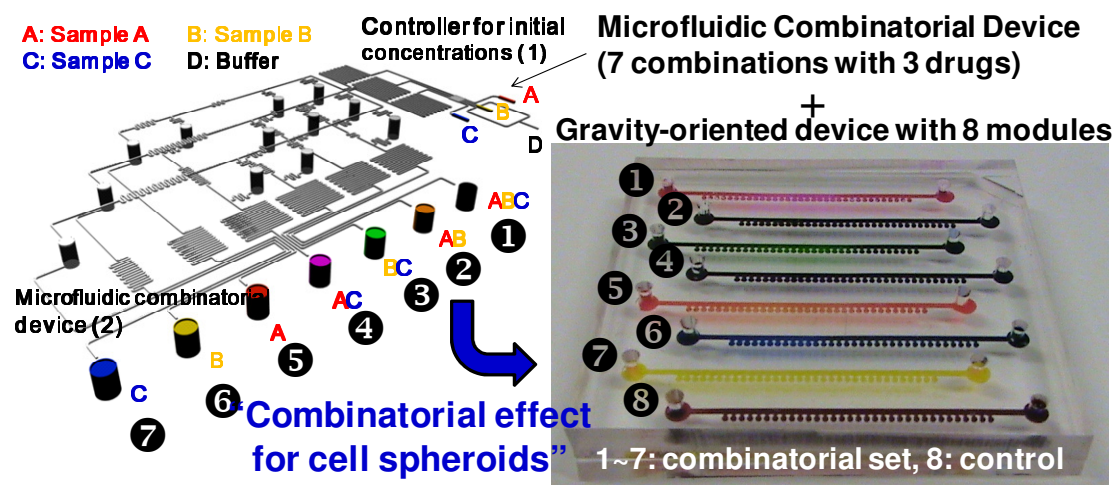 A: Sample A
B: Sample B
C: Sample C
D: Buffer
Controller for initial
concentrations (1)
Microfluidic Combinatorial Device
(7 combinations with 3 drugs)
+
Gravity-oriented device with 8 modules
A
B
C
D
ABC
1
AB
2
BC
3
AC
4
A
5
B
6
C
7
Microfluidic combinatorial
device (2)
"Combinatorial effect
for cell spheroids"
1
2
3
4
5
6
7
8
1~7: combinatorial set, 8: control